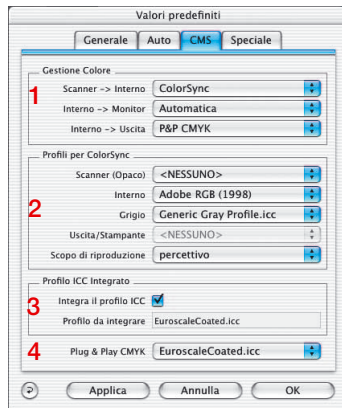 Valori predefiniti
Generale Auto CMS Speciale
Gestione Colore
1
Scanner -> Interno ColorSync
Interno -> Monitor Automatica
Interno -> Uscita P&P CMYK
Profili per ColorSync
Scanner (Opaco) <NESSUNO>
2
Interno Adobe RGB (1998)
Grigio Generic Gray Profile.icc
Uscita/Stampante <NESSUNO>
Scopo di riproduzione percettivo
Profilo ICC Integrato
3
Integra il profilo ICC
Profilo da integrare EuroscaleCoated.icc
4 Plug & Play CMYK EuroscaleCoated.icc
Applica Annulla OK